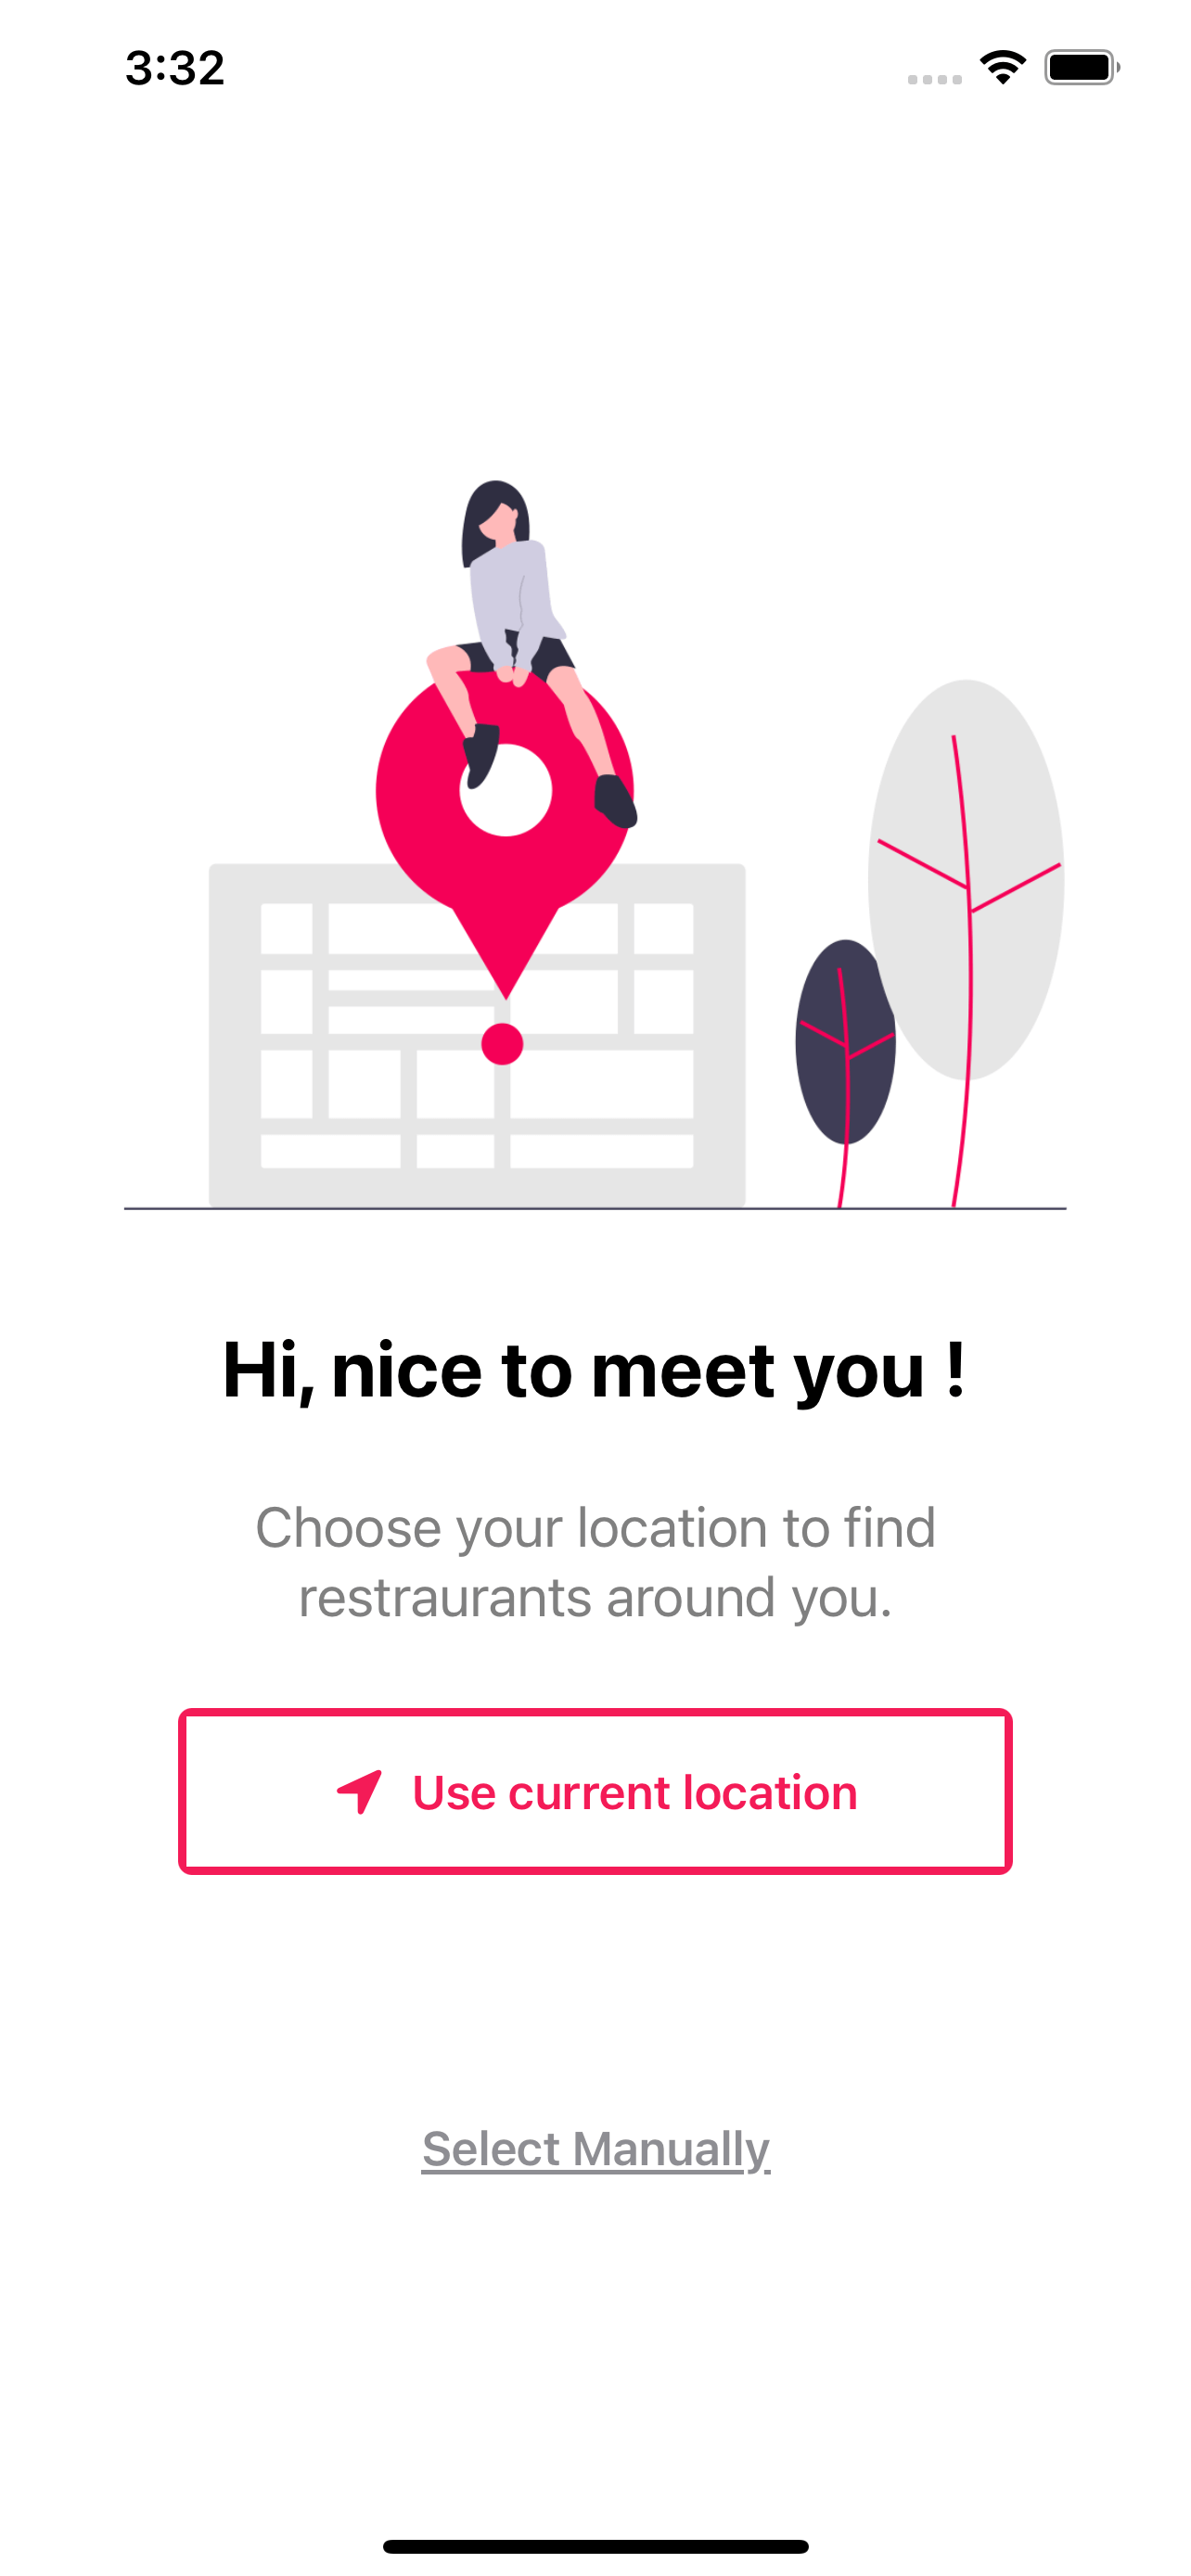 3:32
Hi, nice to meet you !
Choose your location to find
restraurants around you.
Use current location
Select Manually